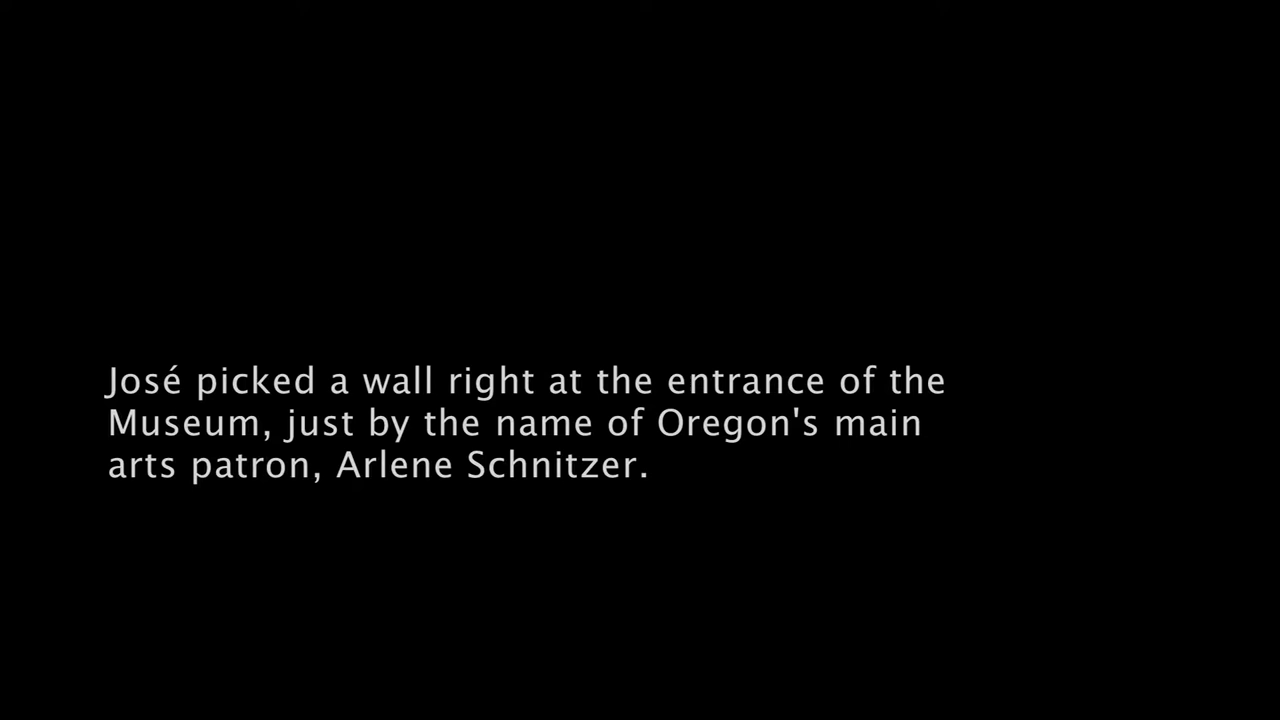 José picked a wall right at the entrance of the
Museum, just by the name of Oregon's main
arts patron, Arlene Schnitzer.